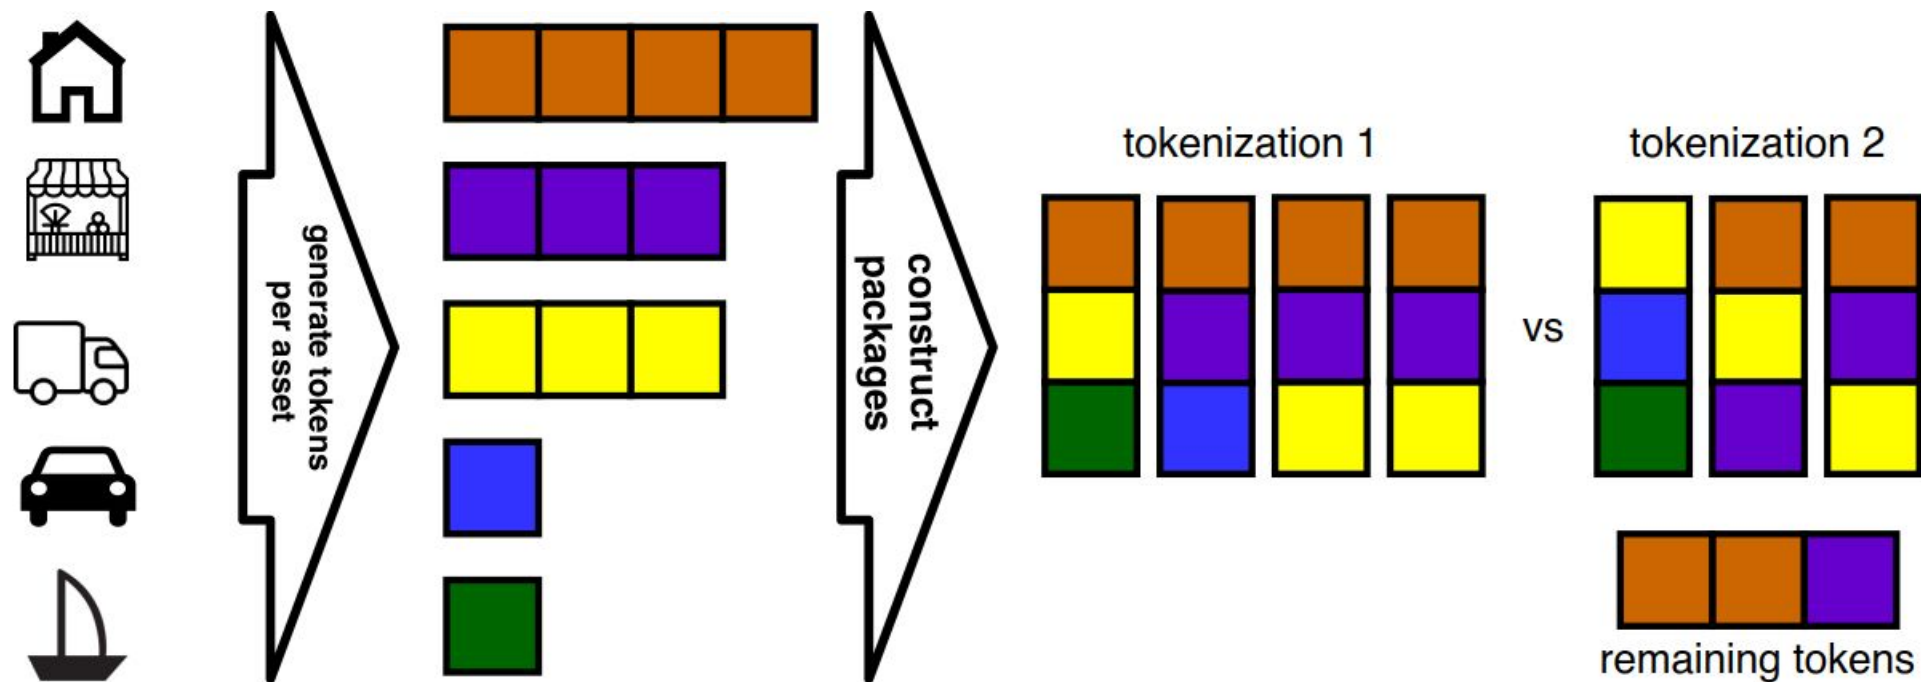 generate tokens
per asset
construct
packages
tokenization 1
vs
tokenization 2
remaining tokens